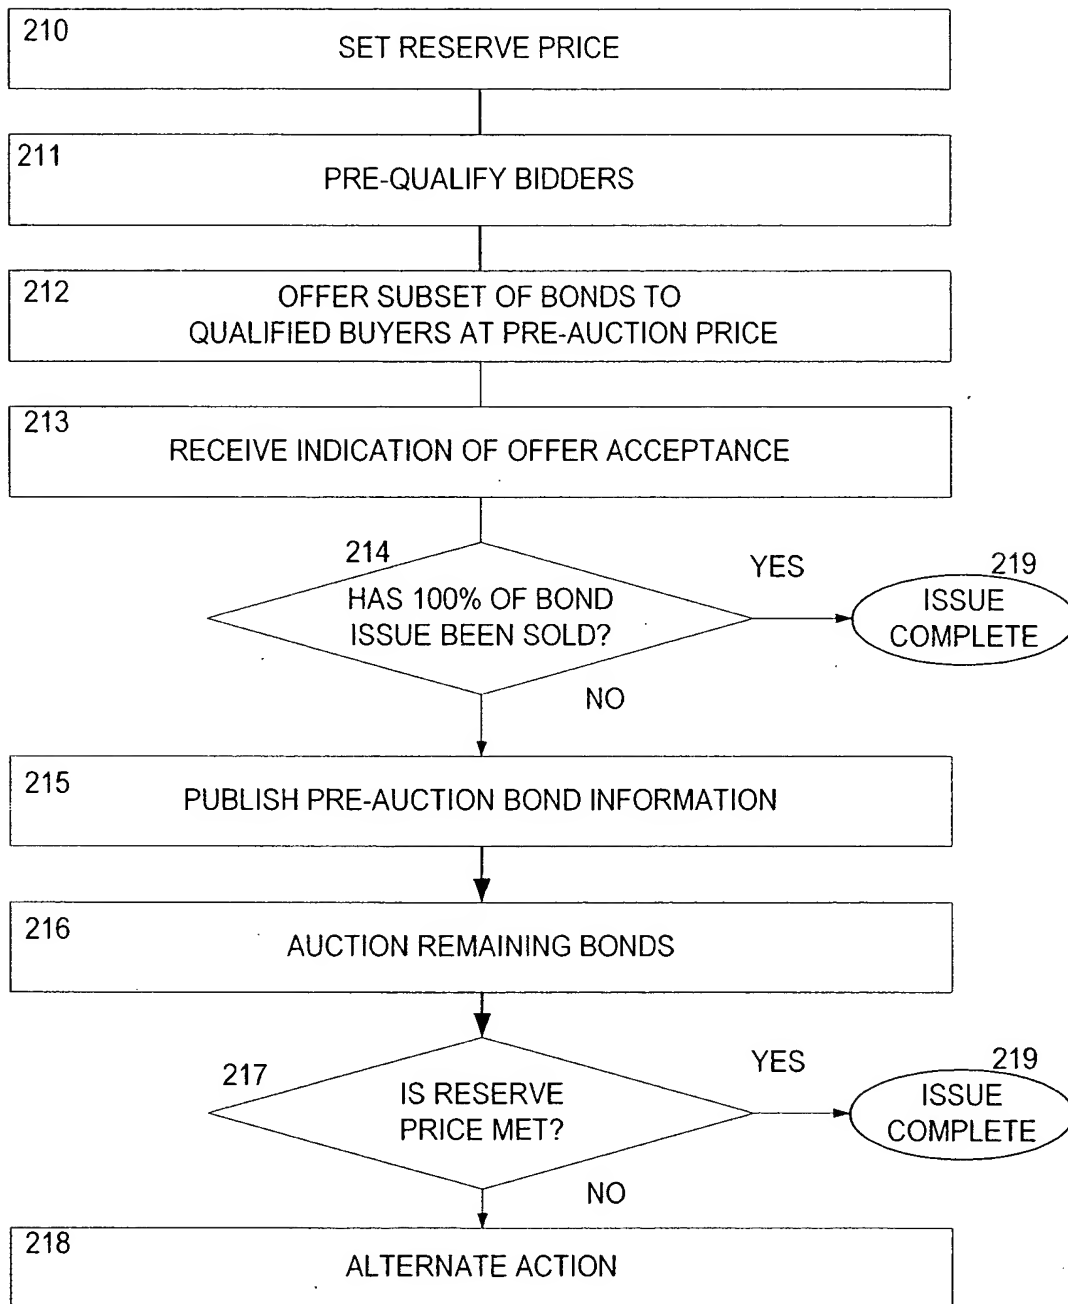 210
SET RESERVE PRICE
211
PRE-QUALIFY BIDDERS
212
OFFER SUBSET OF BONDS TO
QUALIFIED BUYERS AT PRE-AUCTION PRICE
213
RECEIVE INDICATION OF OFFER ACCEPTANCE
214
HAS 100% OF BOND
ISSUE BEEN SOLD?
YES
219
ISSUE
COMPLETE
NO
215
PUBLISH PRE-AUCTION BOND INFORMATION
216
AUCTION REMAINING BONDS
217
IS RESERVE
PRICE MET?
YES
219
ISSUE
COMPLETE
NO
218
ALTERNATE ACTION